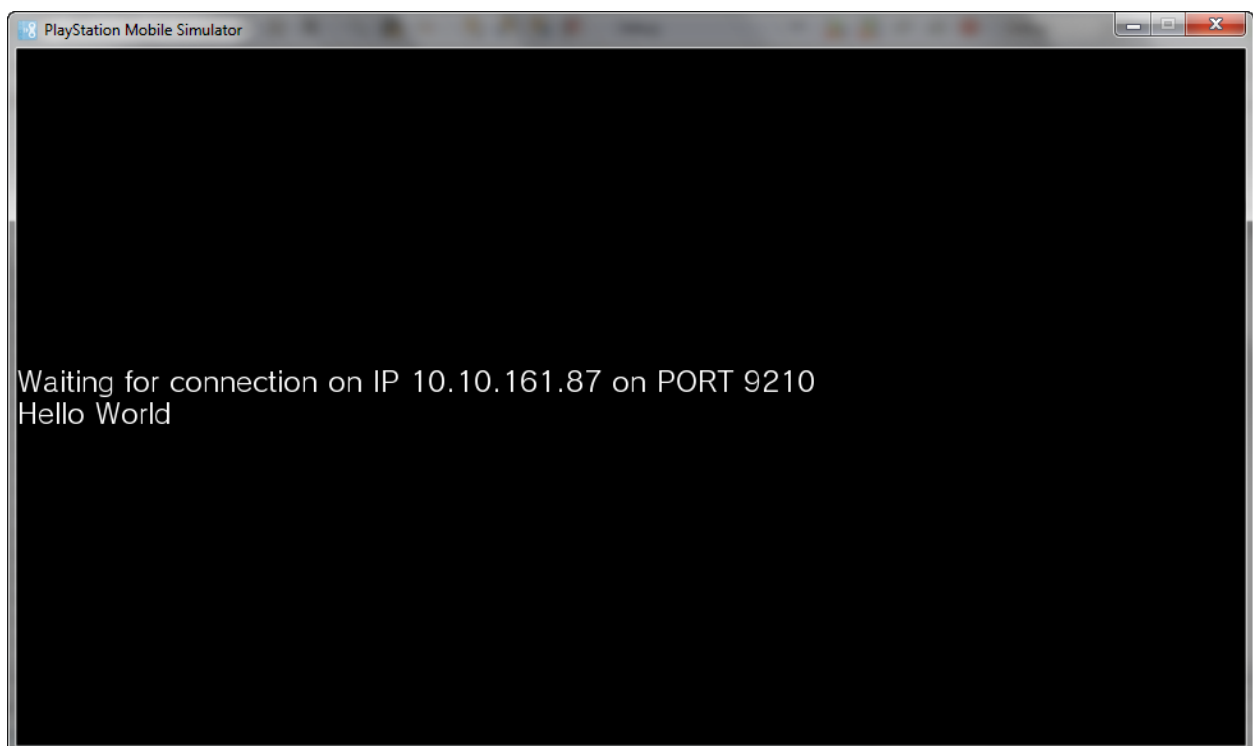 PlayStation Mobile Simulator
Waiting for connection on IP 10.10.161.87 on PORT 9210
Hello World